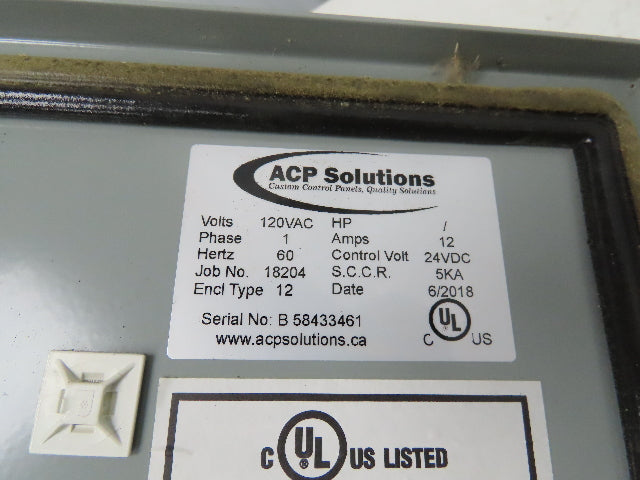 ACP Solutions
Custom Control Panels, Quality Solutions
Volts 120VAC HP /
Phase 1 Amps 12
Hertz 60 Control Volt 24VDC
Job No. 18204 S.C.C.R. 5KA
Encl Type 12 Date 6/2018
Serial No: B 58433461
www.acpsolutions.ca
C UL US
C UL US LISTED